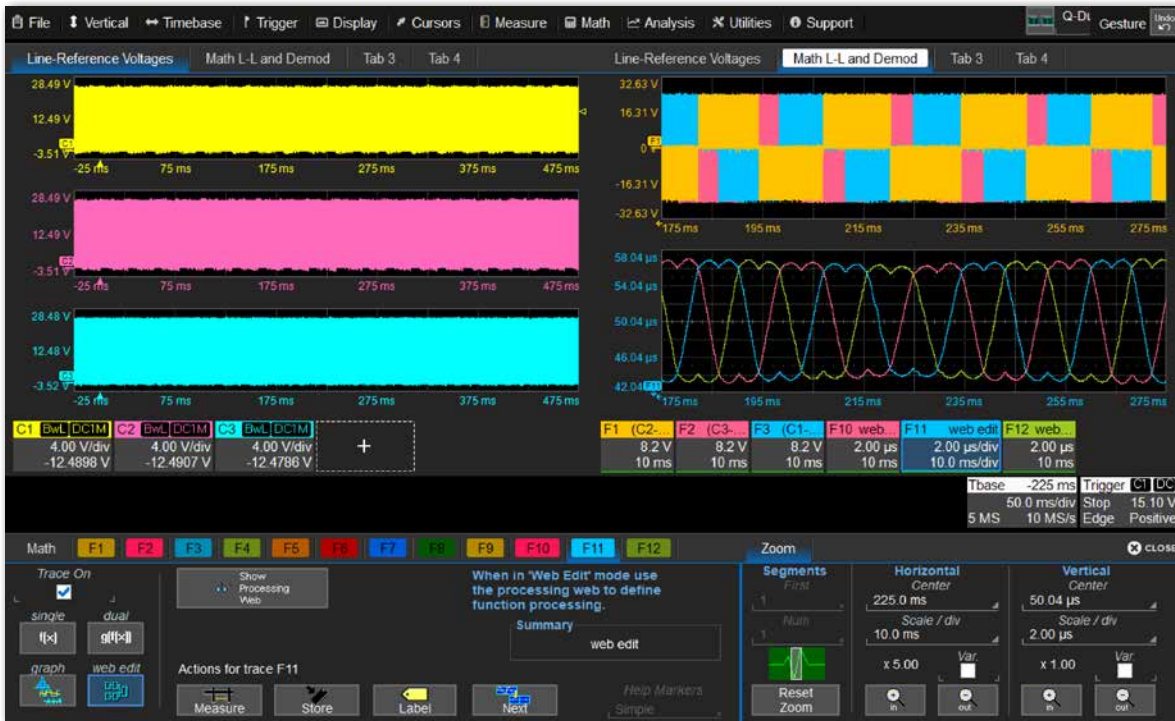 File Vertical Timebase Trigger Display Cursors Measure Math Analysis Utilities Support Gesture Undo
Line-Reference Voltages Math L-L and Demod Tab 3 Tab 4
28.49 V
12.49 V
C1
-3.51 V
-25 ms 75 ms 175 ms 275 ms 375 ms 475 ms
28.49 V
12.49 V
C2
-3.51 V
-25 ms 75 ms 175 ms 275 ms 375 ms 475 ms
28.48 V
12.48 V
C3
-3.52 V
-25 ms 75 ms 175 ms 275 ms 375 ms 475 ms
Line-Reference Voltages Math L-L and Demod Tab 3 Tab 4
32.63 V
16.31 V
0 V
F3
-16.31 V
-32.63 V
175 ms 195 ms 215 ms 235 ms 255 ms 275 ms
58.04 µs
54.04 µs
50.04 µs
46.04 µs
42.04 F11
175 ms 195 ms 215 ms 235 ms 255 ms 275 ms
C1 BwL DC1M C2 BwL DC1M C3 BwL DC1M
4.00 V/div 4.00 V/div 4.00 V/div +
-12.4898 V -12.4907 V -12.4786 V
F1 (C2-... F2 (C3-... F3 (C1-... F10 web... F11 web edit F12 web...
8.2 V 8.2 V 8.2 V 2.00 µs 2.00 µs/div 2.00 µs
10 ms 10 ms 10 ms 10 ms 10.0 ms/div 10 ms
Tbase -225 ms Trigger C1 DC
50.0 ms/div Stop 15.10 V
5 MS 10 MS/s Edge Positive
Math F1 F2 F3 F4 F5 F6 F7 F8 F9 F10 F11 F12 Zoom CLOSE
Trace On
single dual
f(x) g(f(x))
graph web edit
Show
Processing
Web
When in 'Web Edit' mode use
the processing web to define
function processing.
Summary
web edit
Actions for trace F11
Measure Store Label Next
Help Markers
Simple
Segments
First
1
Num
1
Reset
Zoom
Horizontal
Center
225.0 ms
Scale / div
10.0 ms
x 5.00 Var.
in out
Vertical
Center
50.04 µs
Scale / div
2.00 µs
x 1.00 Var.
in out